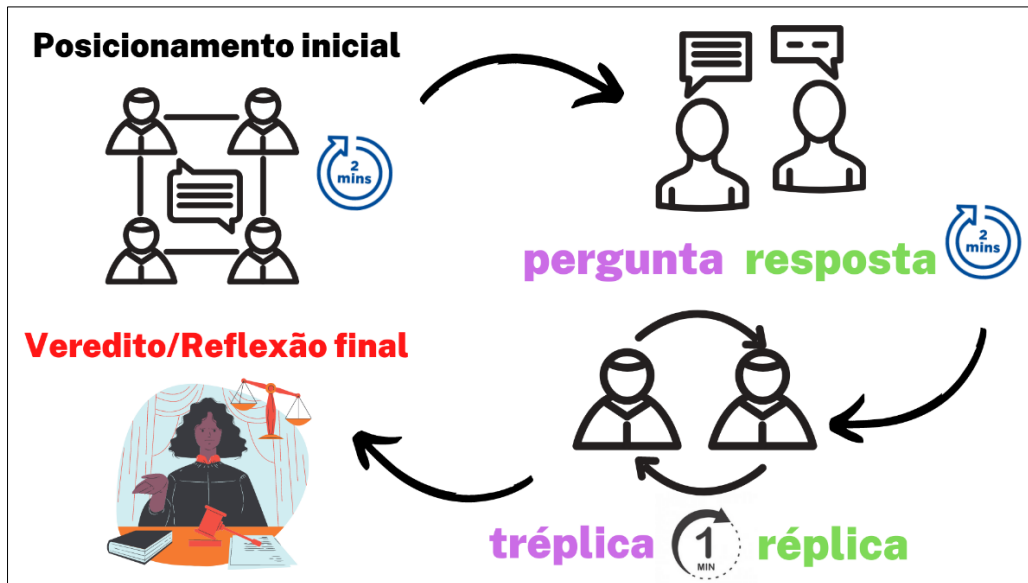 Posicionamento inicial
2
mins
pergunta resposta
2
mins
tréplica
1
MIN
réplica
Veredito/Reflexão final